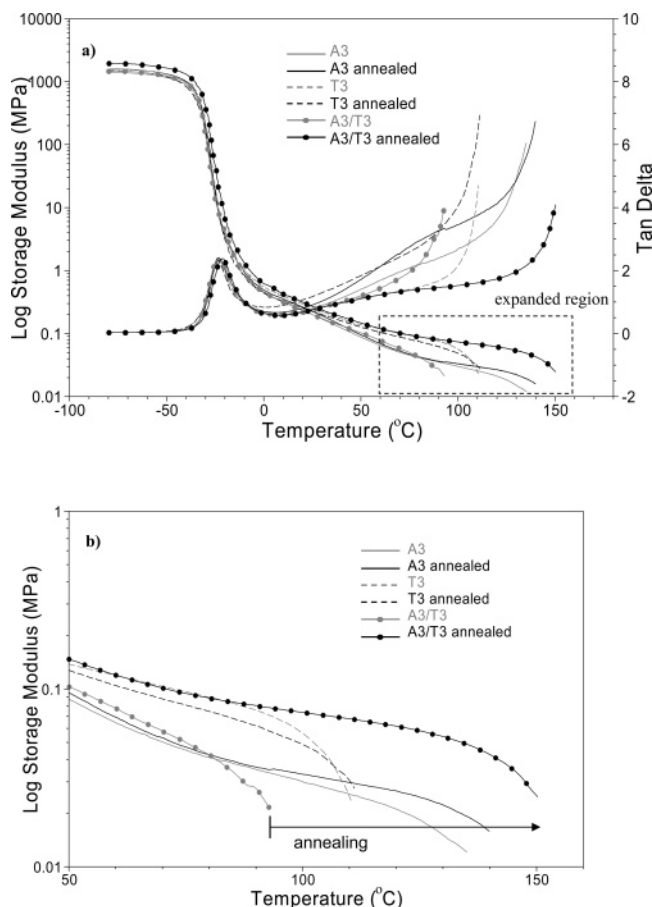 a)
A3
A3 annealed
T3
T3 annealed
A3/T3
A3/T3 annealed
expanded region
Log Storage Modulus (MPa)
10000
1000
100
10
1
0.1
0.01
Tan Delta
10
8
6
4
2
0
-2
-100 -50 0 50 100 150
Temperature (°C)
b)
A3
A3 annealed
T3
T3 annealed
A3/T3
A3/T3 annealed
annealing
Log Storage Modulus (MPa)
1
0.1
0.01
50 100 150
Temperature (°C)